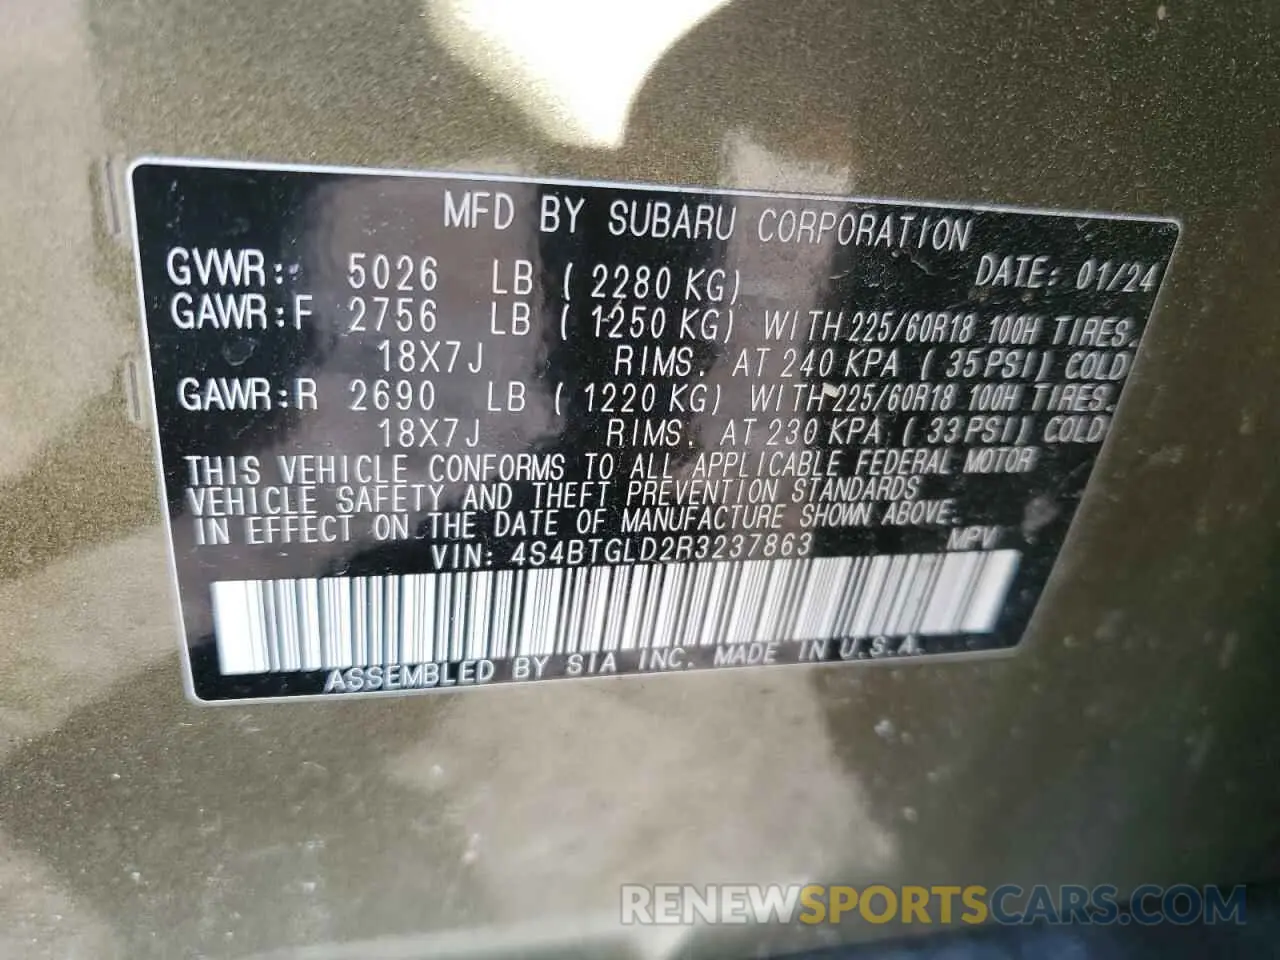 MFD BY SUBARU CORPORATION
GVWR: 5026 LB ( 2280 KG) DATE: 01/24
GAWR:F 2756 LB ( 1250 KG) WITH 225/60R18 100H TIRES.
18X7J RIMS. AT 240 KPA ( 35PSI) COLD
GAWR:R 2690 LB ( 1220 KG) WITH 225/60R18 100H TIRES.
18X7J RIMS. AT 230 KPA ( 33PSI) COLD
THIS VEHICLE CONFORMS TO ALL APPLICABLE FEDERAL MOTOR
VEHICLE SAFETY AND THEFT PREVENTION STANDARDS
IN EFFECT ON THE DATE OF MANUFACTURE SHOWN ABOVE.
VIN: 4S4BTGLD2R3237863 MPV
ASSEMBLED BY SIA INC. MADE IN U.S.A.
RENEWSPORTSCARS.COM